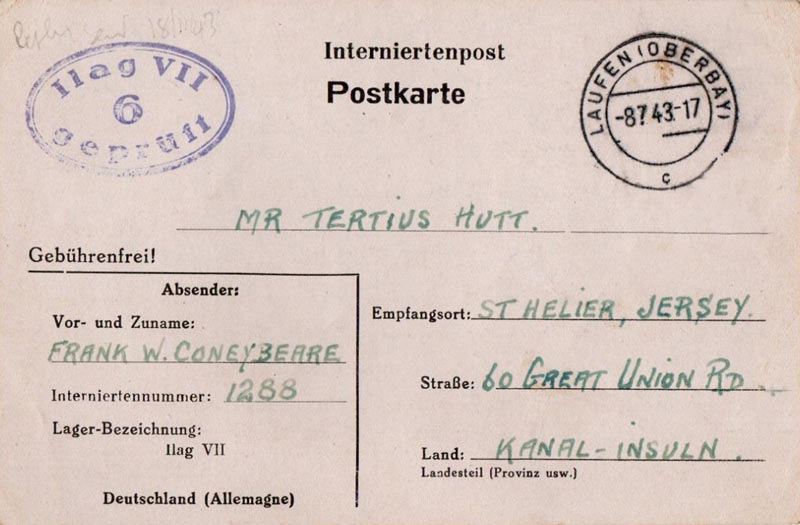 Ilag VII
6
geprüft
Interniertenpost
Postkarte
LAUFEN (OBERBAY)
-8.7.43.-17
c
MR TERTIUS HUTT.
Gebührenfrei!
Absender:
Vor- und Zuname:
FRANK W. CONEYBEARE
Interniertennummer: 1288
Lager-Bezeichnung:
Ilag VII
Deutschland (Allemagne)
Empfangsort: ST HELIER, JERSEY.
Straße: 60 GREAT UNION RD.
Land: KANAL-INSULN.
Landesteil (Provinz usw.)